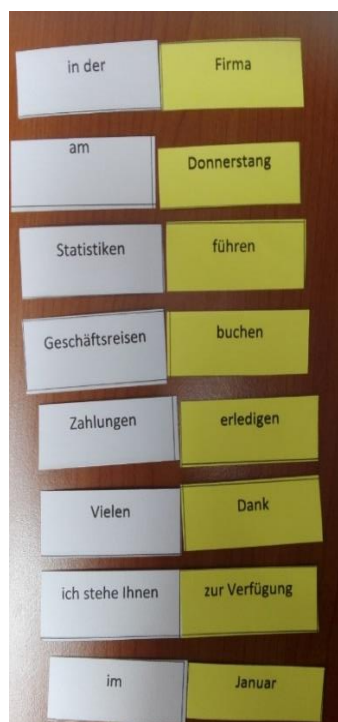 in der Firma
am Donnerstang
Statistiken führen
Geschäftsreisen buchen
Zahlungen erledigen
Vielen Dank
ich stehe Ihnen zur Verfügung
im Januar